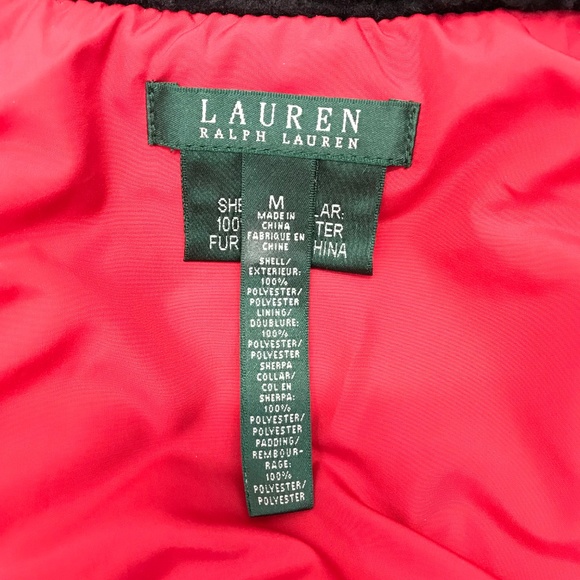 LAUREN
RALPH LAUREN
SHE LAR:
100 TER
FUR HINA
M
MADE IN
CHINA
FABRIQUE EN
CHINE
SHELL/
EXTERIEUR:
100%
POLYESTER/
POLYESTER
LINING/
DOUBLURE:
100%
POLYESTER/
POLYESTER
SHERPA
COLLAR/
COL EN
SHERPA:
100%
POLYESTER/
POLYESTER
PADDING/
REMBOUR-
RAGE:
100%
POLYESTER/
POLYESTER